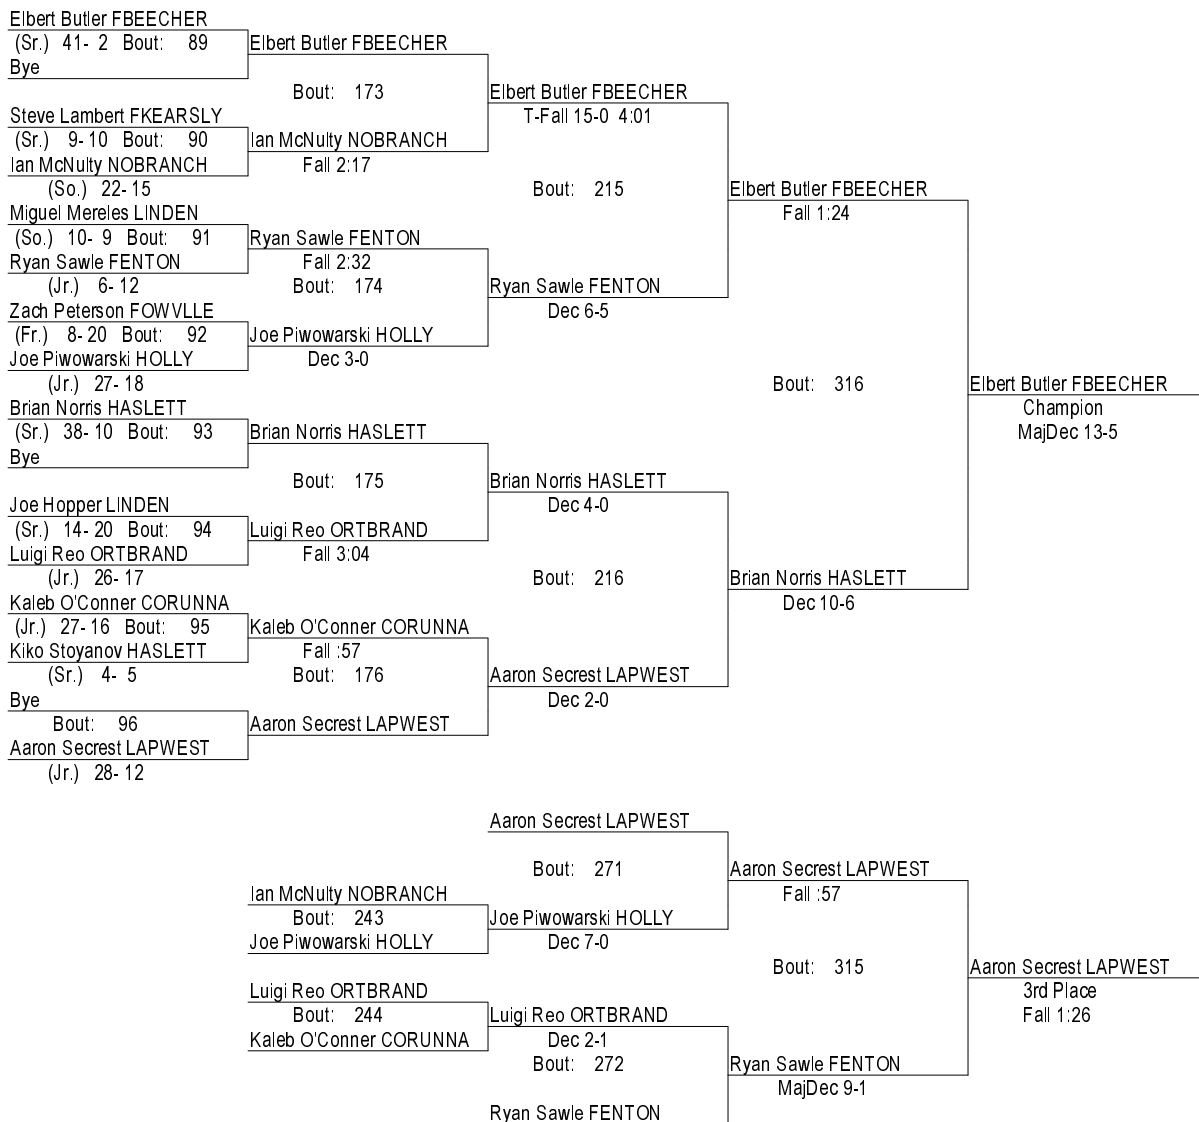 Elbert Butler FBEECHER
(Sr.) 41- 2 Bout: 89
Elbert Butler FBEECHER
Bye
Bout: 173
Elbert Butler FBEECHER
Steve Lambert FKEARSLY
T-Fall 15-0 4:01
(Sr.) 9- 10 Bout: 90
Ian McNulty NOBRANCH
Ian McNulty NOBRANCH
Fall 2:17
(So.) 22- 15
Bout: 215
Elbert Butler FBEECHER
Miguel Mereles LINDEN
Fall 1:24
(So.) 10- 9 Bout: 91
Ryan Sawle FENTON
Ryan Sawle FENTON
Fall 2:32
(Jr.) 6- 12
Bout: 174
Ryan Sawle FENTON
Zach Peterson FOWVLLE
Dec 6-5
(Fr.) 8- 20 Bout: 92
Joe Piwowarski HOLLY
Joe Piwowarski HOLLY
Dec 3-0
(Jr.) 27- 18
Bout: 316
Elbert Butler FBEECHER
Brian Norris HASLETT
Champion
(Sr.) 38- 10 Bout: 93
Brian Norris HASLETT
MajDec 13-5
Bye
Bout: 175
Brian Norris HASLETT
Joe Hopper LINDEN
Dec 4-0
(Sr.) 14- 20 Bout: 94
Luigi Reo ORTBRAND
Luigi Reo ORTBRAND
Fall 3:04
(Jr.) 26- 17
Bout: 216
Brian Norris HASLETT
Kaleb O'Conner CORUNNA
Dec 10-6
(Jr.) 27- 16 Bout: 95
Kaleb O'Conner CORUNNA
Kiko Stoyanov HASLETT
Fall :57
(Sr.) 4- 5
Bout: 176
Aaron Secrest LAPWEST
Bye
Dec 2-0
Bout: 96
Aaron Secrest LAPWEST
Aaron Secrest LAPWEST
(Jr.) 28- 12
Aaron Secrest LAPWEST
Bout: 271
Aaron Secrest LAPWEST
Ian McNulty NOBRANCH
Fall :57
Bout: 243
Joe Piwowarski HOLLY
Joe Piwowarski HOLLY
Dec 7-0
Bout: 315
Aaron Secrest LAPWEST
Luigi Reo ORTBRAND
3rd Place
Bout: 244
Luigi Reo ORTBRAND
Fall 1:26
Kaleb O'Conner CORUNNA
Dec 2-1
Bout: 272
Ryan Sawle FENTON
MajDec 9-1
Ryan Sawle FENTON